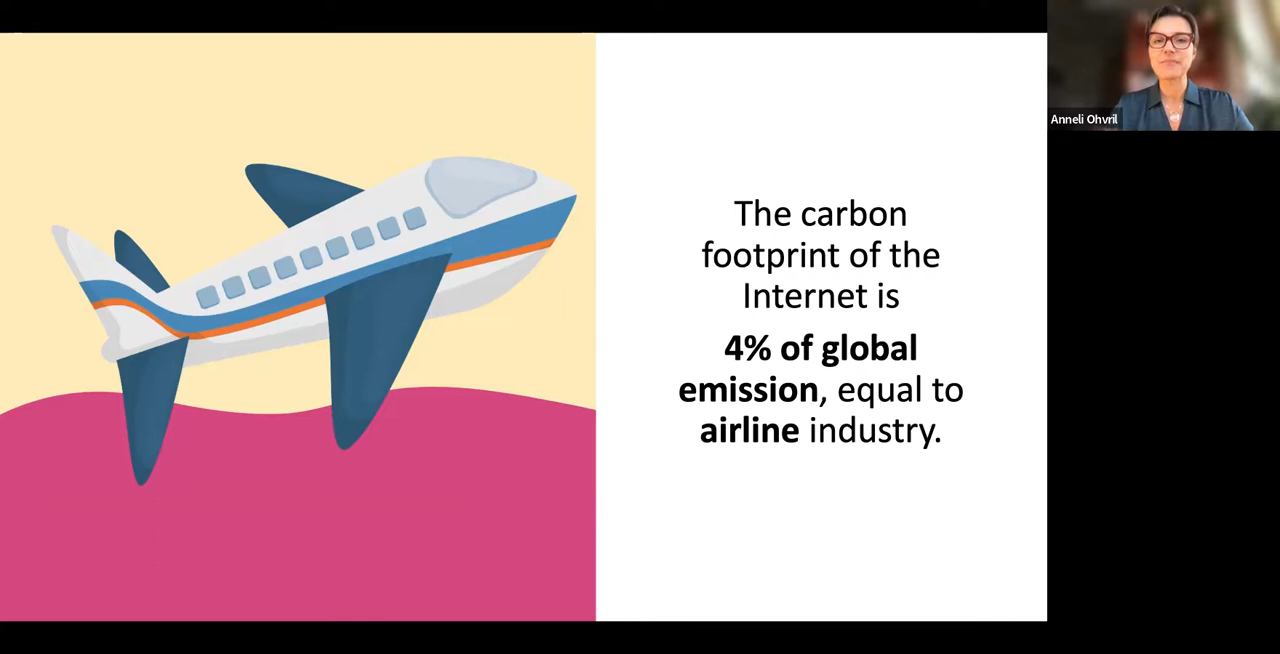 The carbon
footprint of the
Internet is
4% of global
emission, equal to
airline industry.
Anneli Ohvril